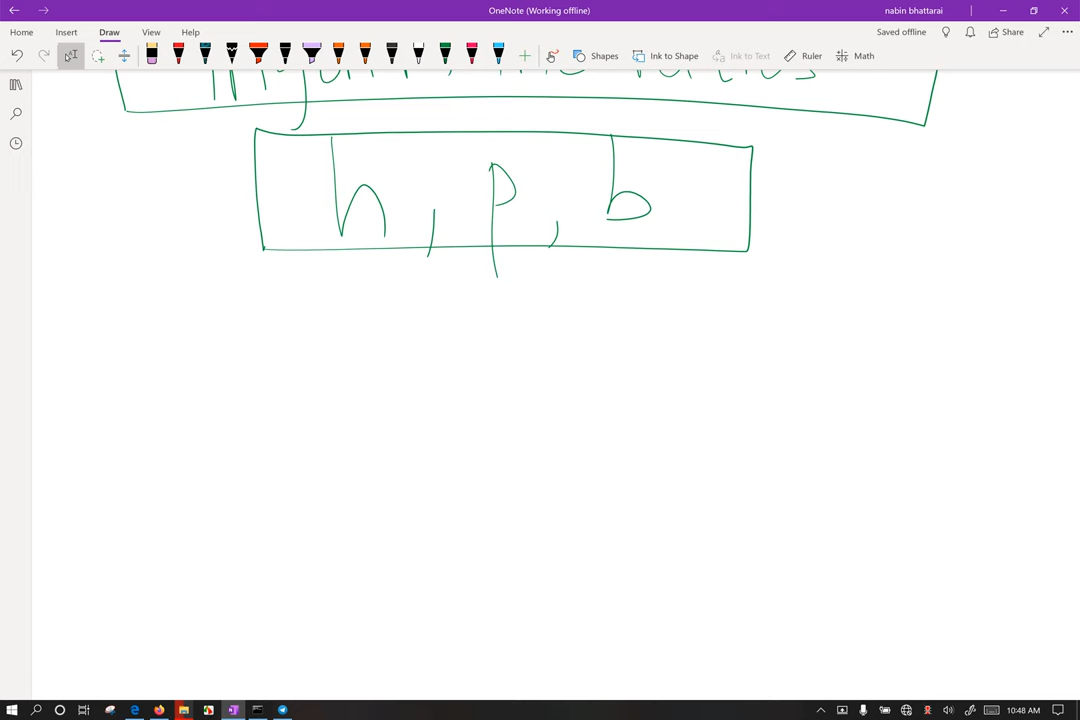 OneNote (Working offline)
nabin bhattarai
Home Insert Draw View Help
Saved offline
Share
Shapes
Ink to Shape
Ink to Text
Ruler
Math
h, p, b
10:48 AM